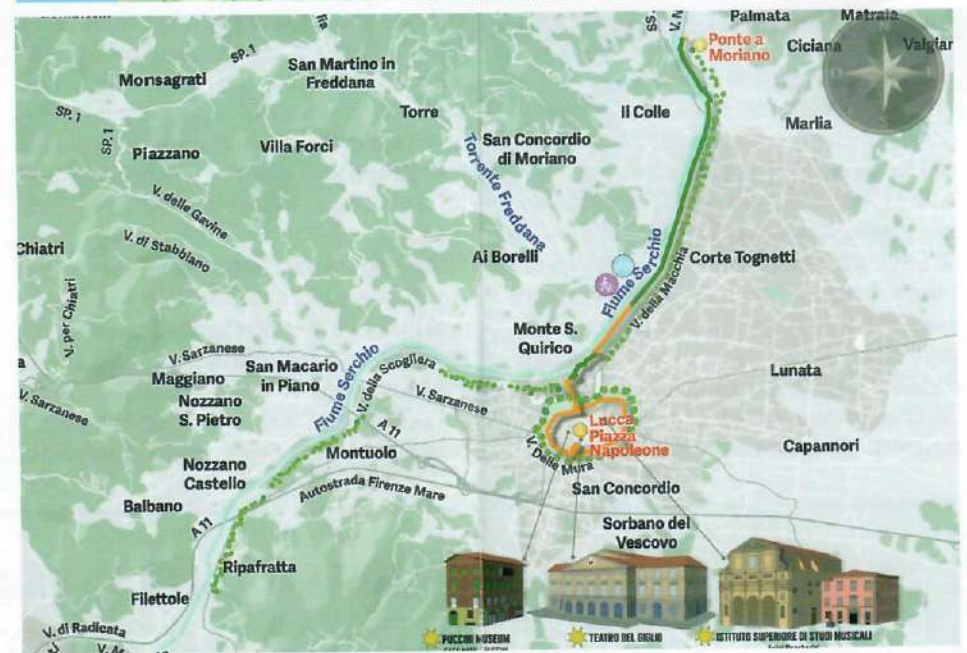 Palmata
Matraia
SS.
V. N
Ponte a
Moriano
Ciciana
SP.1
Monsagrati
San Martino in
Freddana
SP. 1
Torre
Il Colle
Marlia
SP.1
Piazzano
Villa Forci
San Concordio
di Moriano
Torrente Freddana
V. delle Gavine
V. di Stabbiano
Chiatri
Ai Borelli
Fiume Serchio
Corte Tognetti
V. della Macchia
V. per Chiatri
Monte S.
Quirico
V. Sarzanese
San Macario
in Piano
Fiume Serchio
V. della Scogliera
Lunata
Maggiano
V. Sarzanese
V. Sarzanese
Nozzano
S. Pietro
A 11
Lucca
Piazza
Napoleone
Capannori
Montuolo
V. Delle Mura
Nozzano
Castello
Autostrada Firenze Mare
San Concordio
Balbano
A 11
Sorbano del
Vescovo
Ripafratta
Filettole
V. di Radicata
PUCCINI MUSEUM
TEATRO DEL GIGLIO
ISTITUTO SUPERIORE DI STUDI MUSICALI